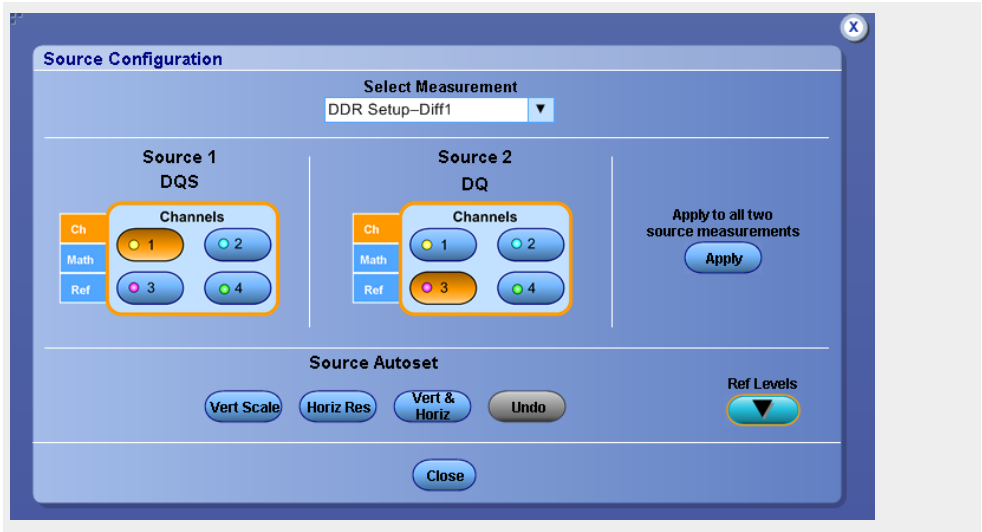 X
Source Configuration
Select Measurement
DDR Setup–Diff1
Source 1
DQS
Ch
Math
Ref
Channels
1
2
3
4
Source 2
DQ
Ch
Math
Ref
Channels
1
2
3
4
Apply to all two
source measurements
Apply
Source Autoset
Vert Scale
Horiz Res
Vert &
Horiz
Undo
Ref Levels
Close